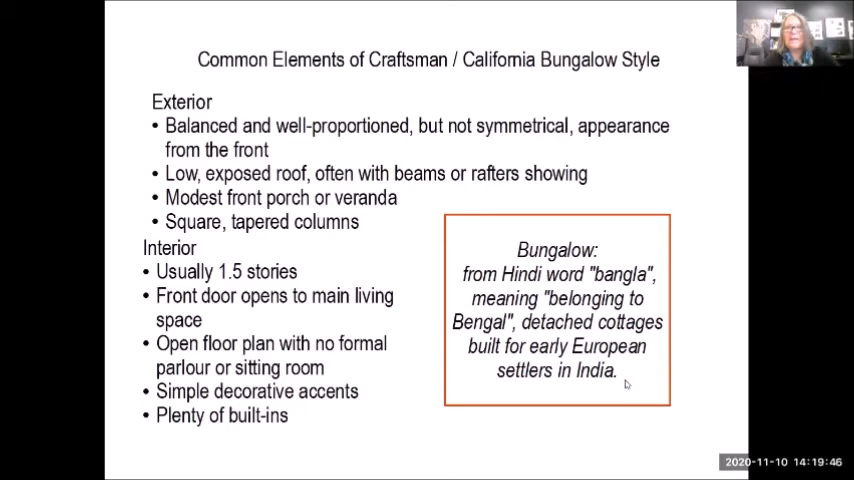 Common Elements of Craftsman / California Bungalow Style
Exterior
• Balanced and well-proportioned, but not symmetrical, appearance
from the front
• Low, exposed roof, often with beams or rafters showing
• Modest front porch or veranda
• Square, tapered columns
Interior
• Usually 1.5 stories
• Front door opens to main living
space
• Open floor plan with no formal
parlour or sitting room
• Simple decorative accents
• Plenty of built-ins
Bungalow:
from Hindi word "bangla",
meaning "belonging to
Bengal", detached cottages
built for early European
settlers in India.
2020-11-10 14:19:46